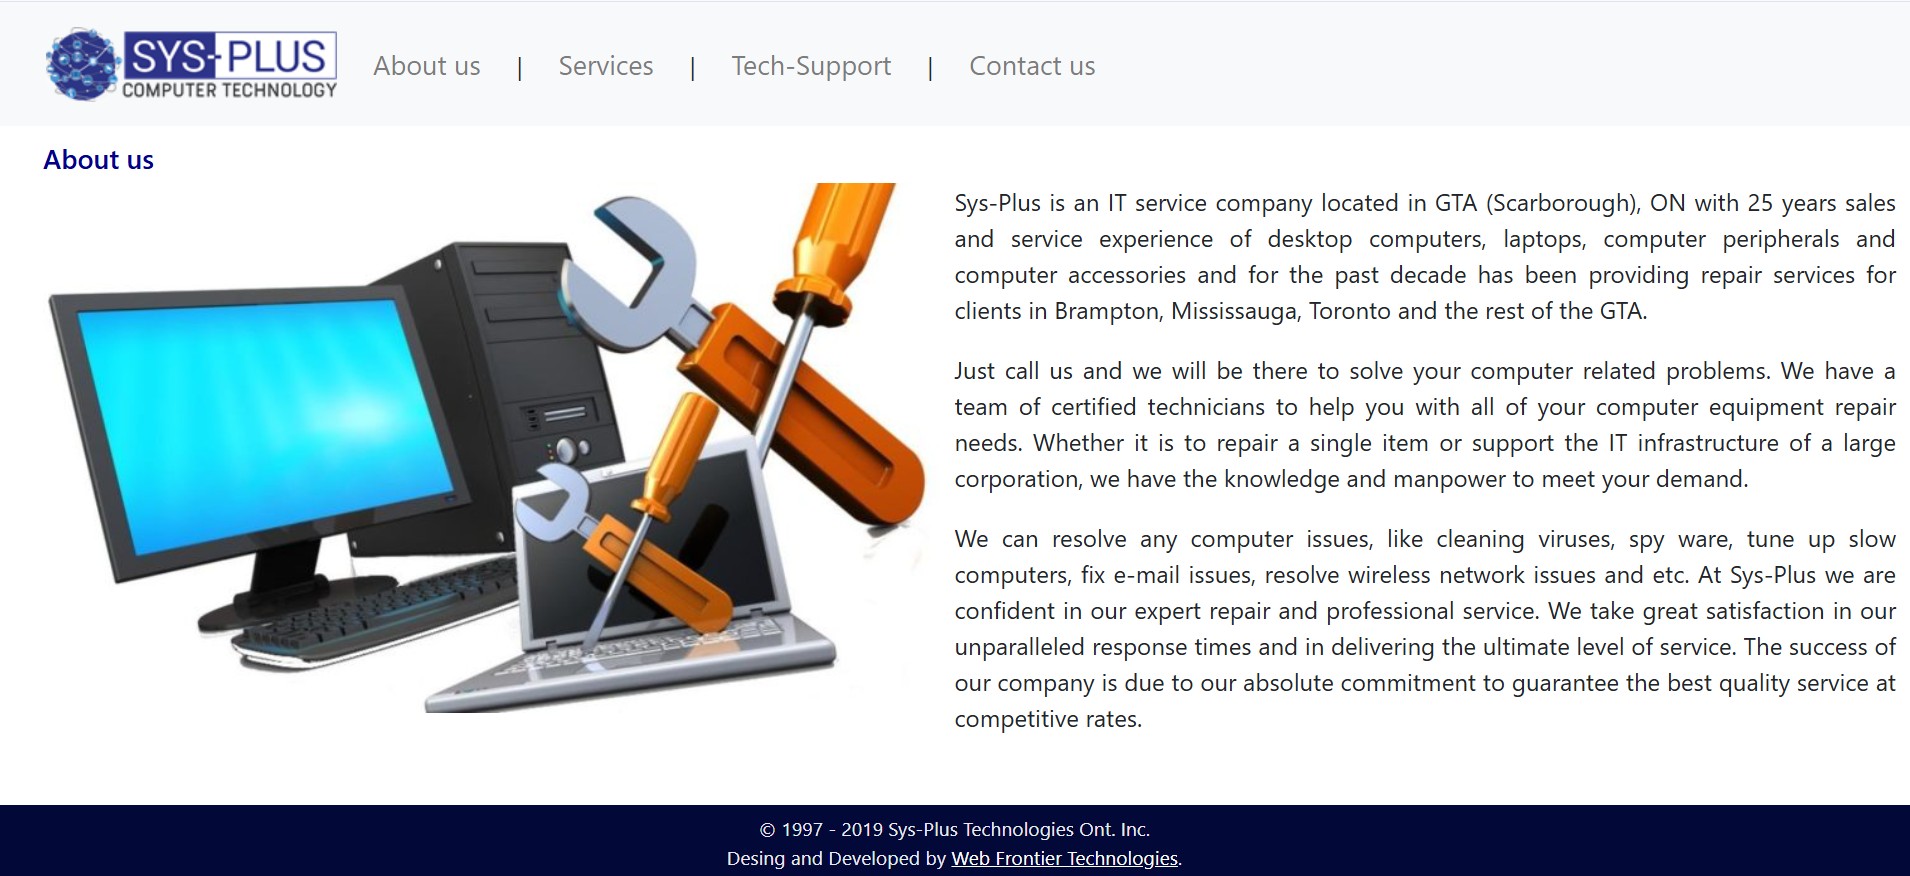 SYS-PLUS
COMPUTER TECHNOLOGY
About us | Services | Tech-Support | Contact us
About us
Sys-Plus is an IT service company located in GTA (Scarborough), ON with 25 years sales
and service experience of desktop computers, laptops, computer peripherals and
computer accessories and for the past decade has been providing repair services for
clients in Brampton, Mississauga, Toronto and the rest of the GTA.
Just call us and we will be there to solve your computer related problems. We have a
team of certified technicians to help you with all of your computer equipment repair
needs. Whether it is to repair a single item or support the IT infrastructure of a large
corporation, we have the knowledge and manpower to meet your demand.
We can resolve any computer issues, like cleaning viruses, spy ware, tune up slow
computers, fix e-mail issues, resolve wireless network issues and etc. At Sys-Plus we are
confident in our expert repair and professional service. We take great satisfaction in our
unparalleled response times and in delivering the ultimate level of service. The success of
our company is due to our absolute commitment to guarantee the best quality service at
competitive rates.
© 1997 - 2019 Sys-Plus Technologies Ont. Inc.
Desing and Developed by Web Frontier Technologies.